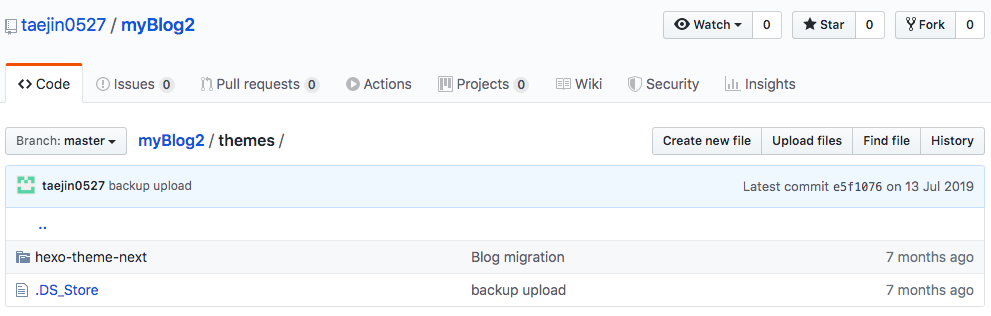 taejin0527 / myBlog2 Watch 0 Star 0 Fork 0
Code Issues 0 Pull requests 0 Actions Projects 0 Wiki Security Insights
Branch: master myBlog2 / themes / Create new file Upload files Find file History
taejin0527 backup upload Latest commit e5f1076 on 13 Jul 2019
..
hexo-theme-next Blog migration 7 months ago
.DS_Store backup upload 7 months ago